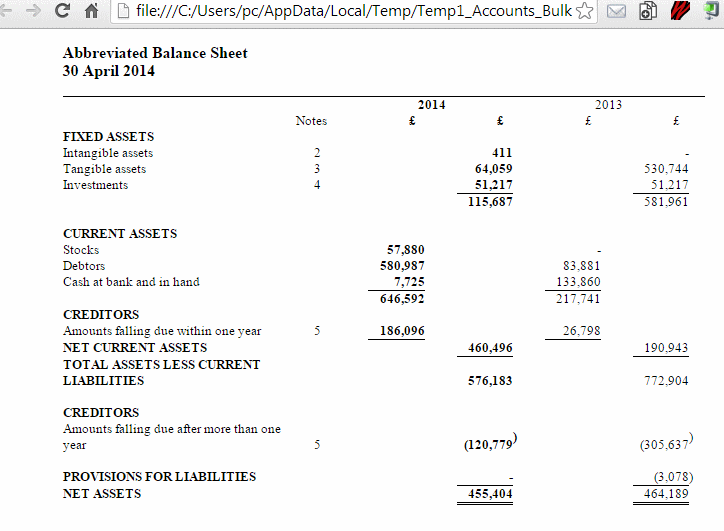 file:///C:/Users/pc/AppData/Local/Temp/Temp1_Accounts_Bulk
Abbreviated Balance Sheet
30 April 2014
2014 2013
Notes £ £ £ £
FIXED ASSETS
Intangible assets 2 411 -
Tangible assets 3 64,059 530,744
Investments 4 51,217 51,217
115,687 581,961
CURRENT ASSETS
Stocks 57,880 -
Debtors 580,987 83,881
Cash at bank and in hand 7,725 133,860
646,592 217,741
CREDITORS
Amounts falling due within one year 5 186,096 26,798
NET CURRENT ASSETS 460,496 190,943
TOTAL ASSETS LESS CURRENT
LIABILITIES 576,183 772,904
CREDITORS
Amounts falling due after more than one
year 5 (120,779) (305,637)
PROVISIONS FOR LIABILITIES - (3,078)
NET ASSETS 455,404 464,189